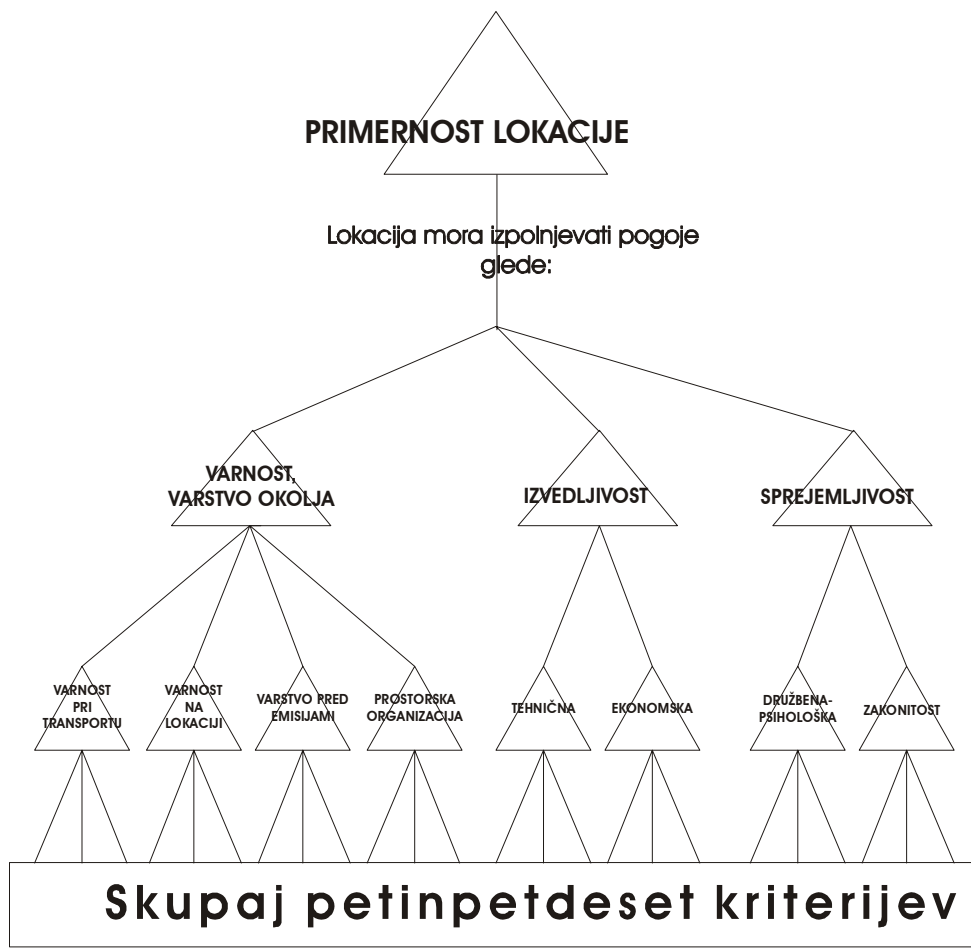 PRIMERNOST LOKACIJE
Lokacija mora izpolnjevati pogoje
glede:
VARNOST,
VARSTVO OKOLJA
IZVEDLJIVOST
SPREJEMLJIVOST
VARNOST
PRI
TRANSPORTU
VARNOST
NA
LOKACIJI
VARSTVO PRED
EMISIJAMI
PROSTORSKA
ORGANIZACIJA
TEHNIČNA
EKONOMSKA
DRUŽBENA-
PSIHOLOŠKA
ZAKONITOST
Skupaj petinpetdeset kriterijev